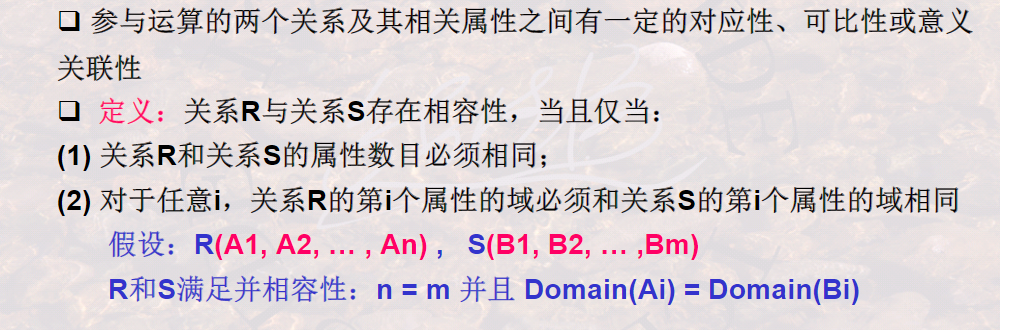 ❑ 参与运算的两个关系及其相关属性之间有一定的对应性、可比性或意义
关联性
❑ 定义：关系R与关系S存在相容性，当且仅当：
(1) 关系R和关系S的属性数目必须相同；
(2) 对于任意i，关系R的第i个属性的域必须和关系S的第i个属性的域相同
假设：R(A1, A2, … , An) ， S(B1, B2, … ,Bm)
R和S满足并相容性：n = m 并且 Domain(Ai) = Domain(Bi)